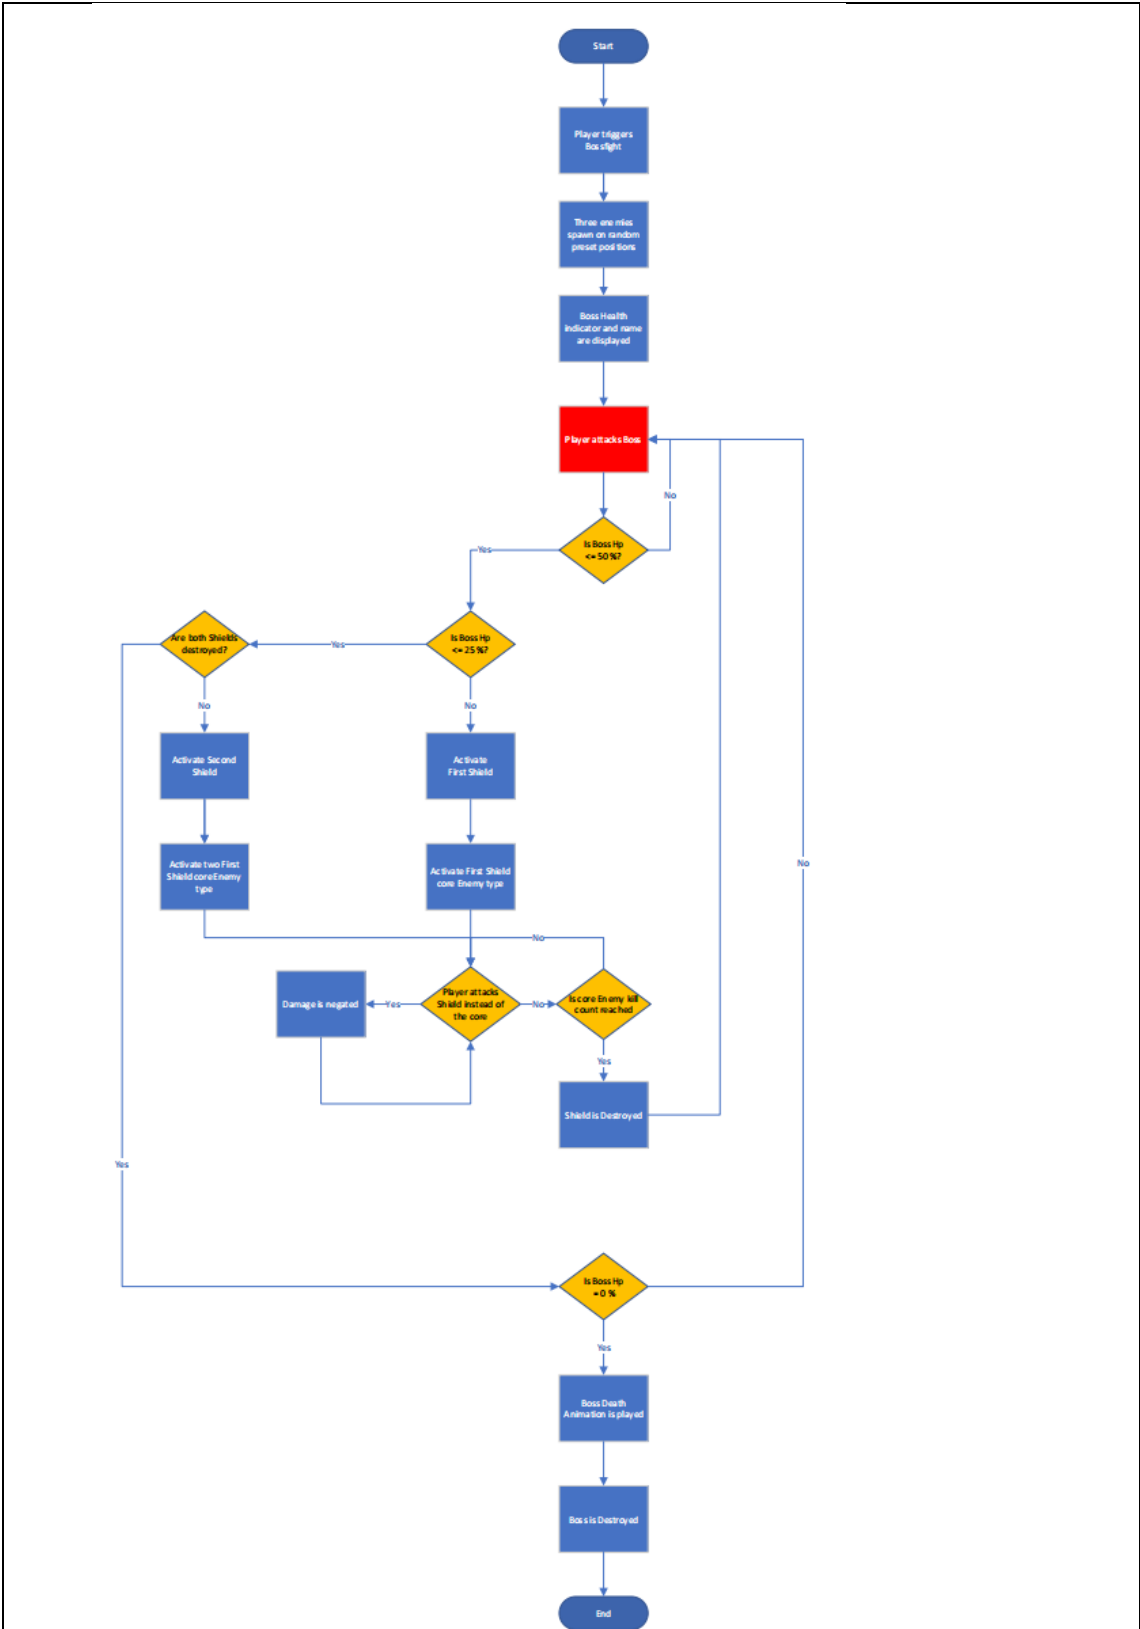 Start
Player triggers
Bossfight
Three enemies
spawn on random
preset positions
Boss Health
Indicator and name
are displayed
Player attacks Boss
No
Is Boss Hp
<= 50 %?
Yes
Are both Shields
destroyed?
Yes
Is Boss Hp
<= 25 %?
No
No
Activate Second
Shield
Activate
First Shield
Activate two First
Shield core Enemy
type
Activate First Shield
core Enemy type
No
No
Damage is negated
Yes
Player attacks
Shield instead of
the core
No
Is core Enemy kill
count reached
Yes
Shield is Destroyed
Yes
Is Boss Hp
= 0 %
Yes
Boss Death
Animation is played
Boss is Destroyed
End